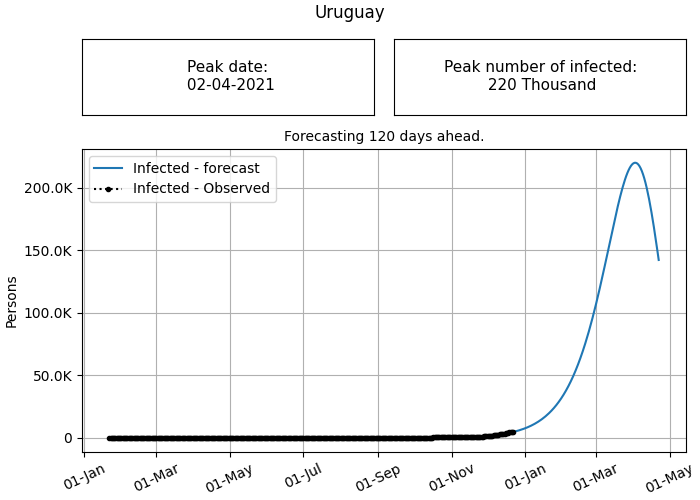 Uruguay
Peak date:
02-04-2021
Peak number of infected:
220 Thousand
Forecasting 120 days ahead.
Infected - forecast
Infected - Observed
Persons
200.0K
150.0K
100.0K
50.0K
0
01-Jan
01-Mar
01-May
01-Jul
01-Sep
01-Nov
01-Jan
01-Mar
01-May